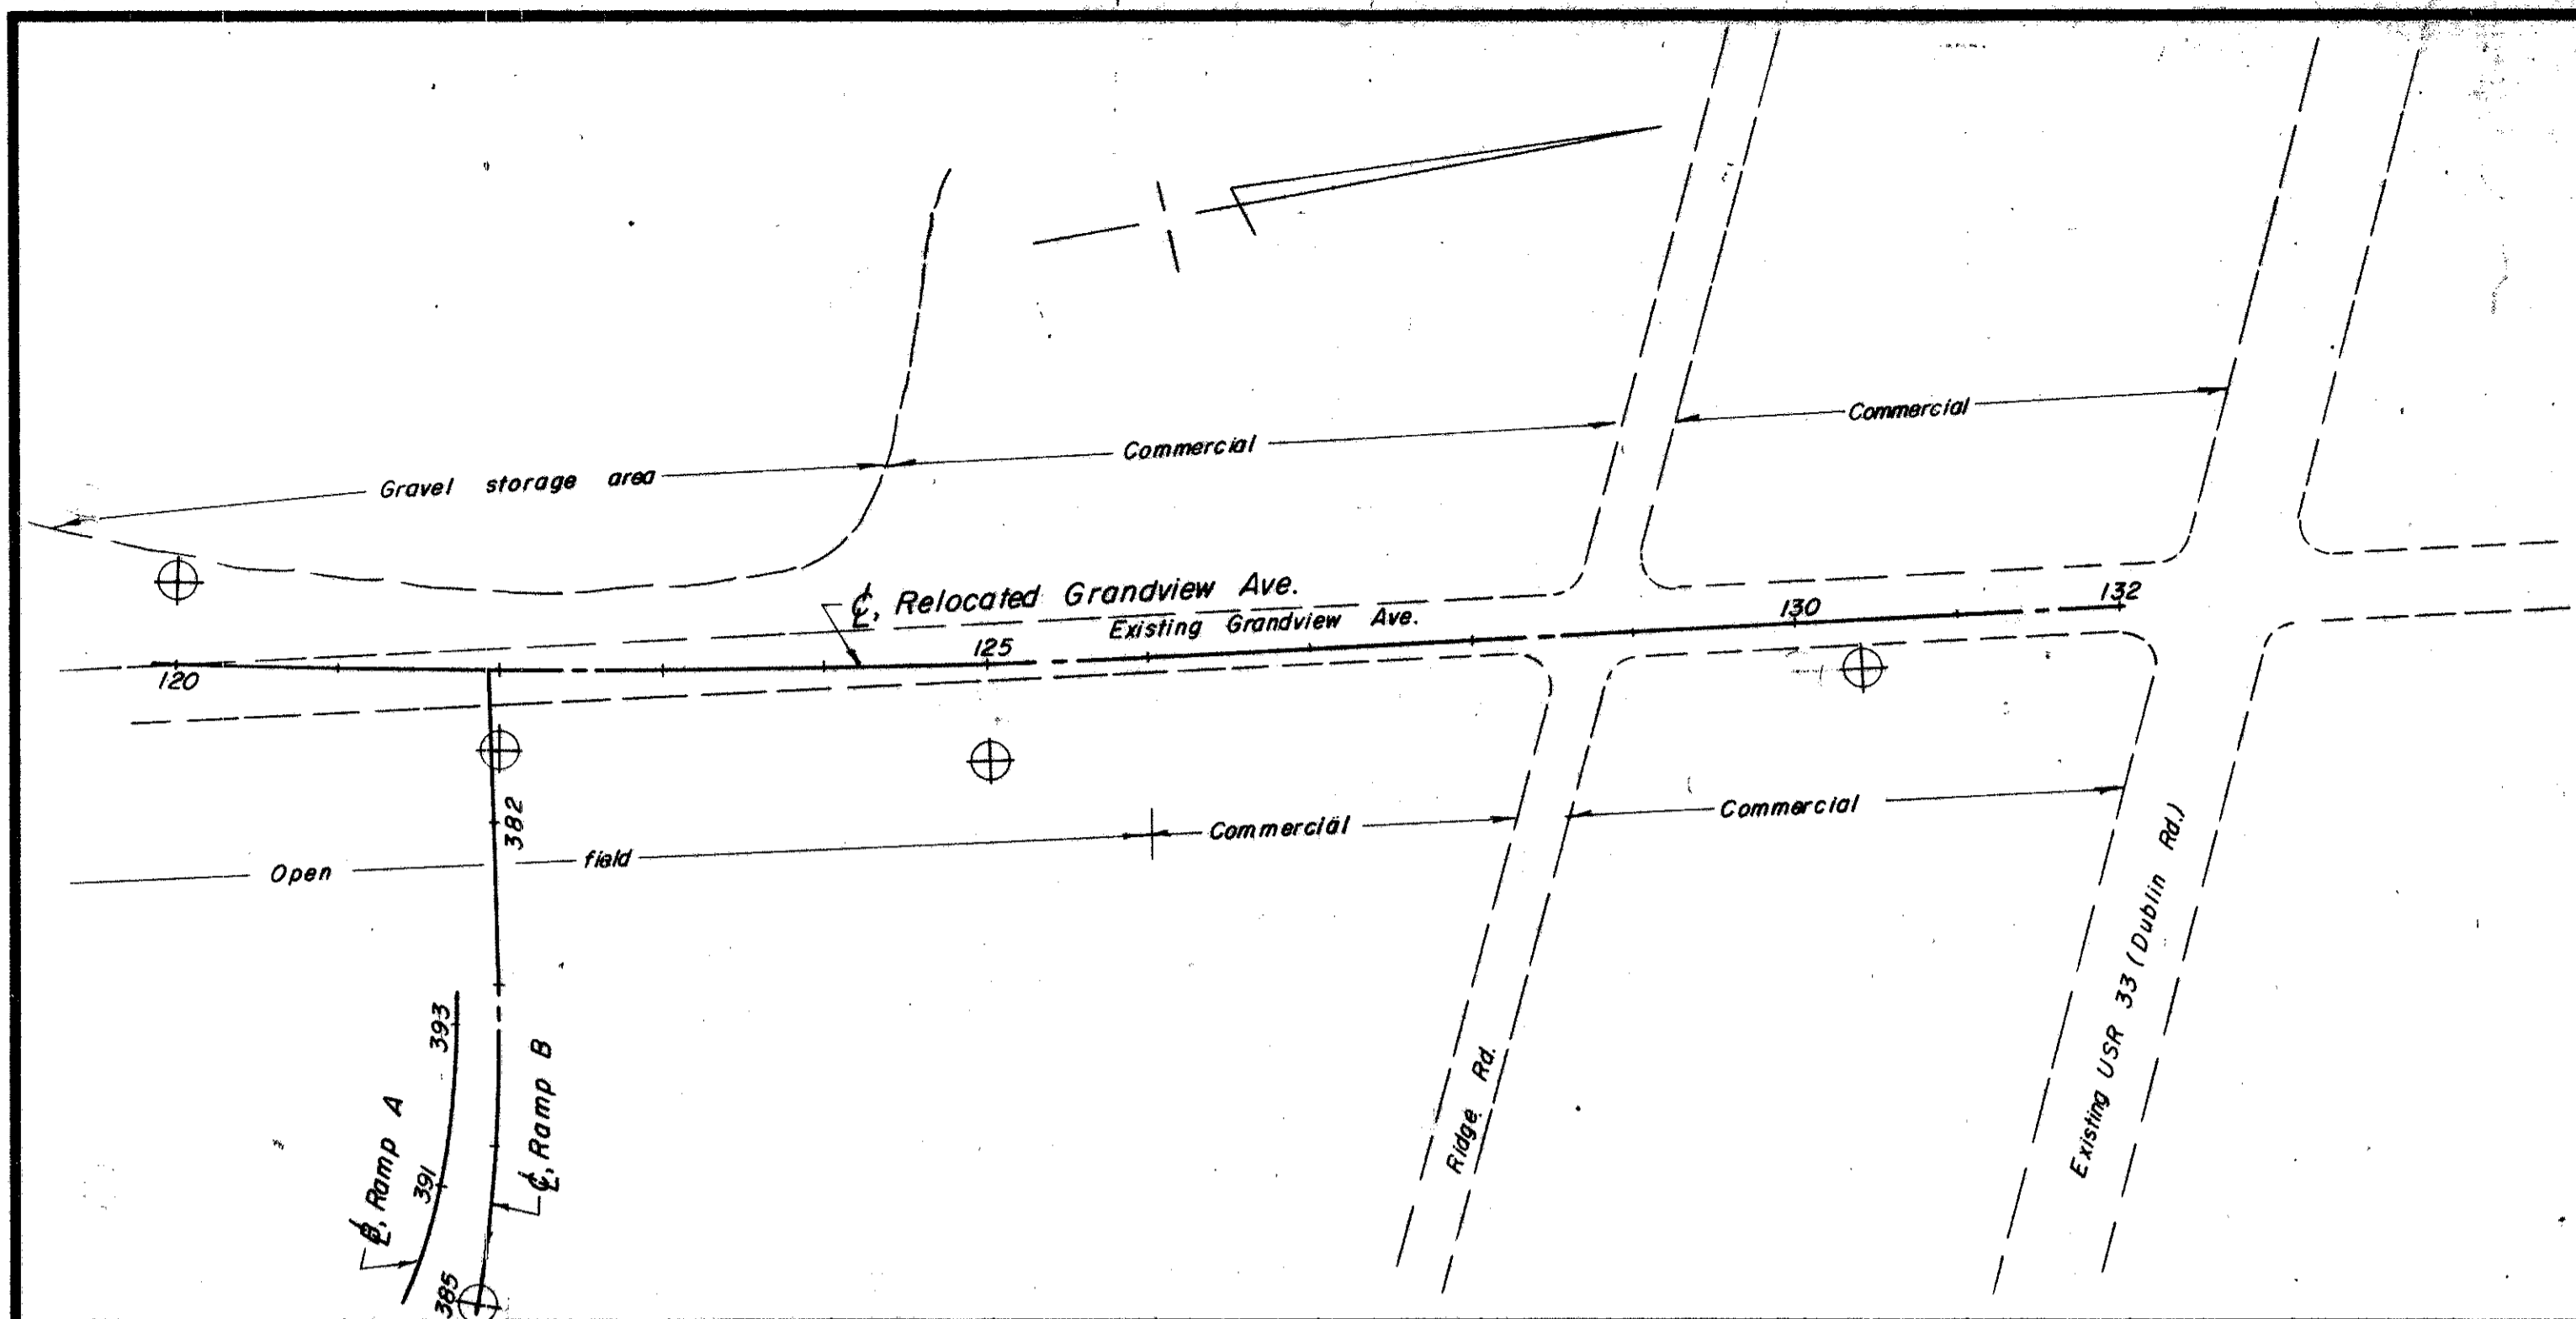 Commercial
Commercial
Gravel storage area
℄, Relocated Grandview Ave.
Existing Grandview Ave.
120
125
130
132
382
Open field
Commercial
Commercial
393
391
℄, Ramp A
℄, Ramp B
385
Ridge Rd.
Existing USR 33 (Dublin Rd.)